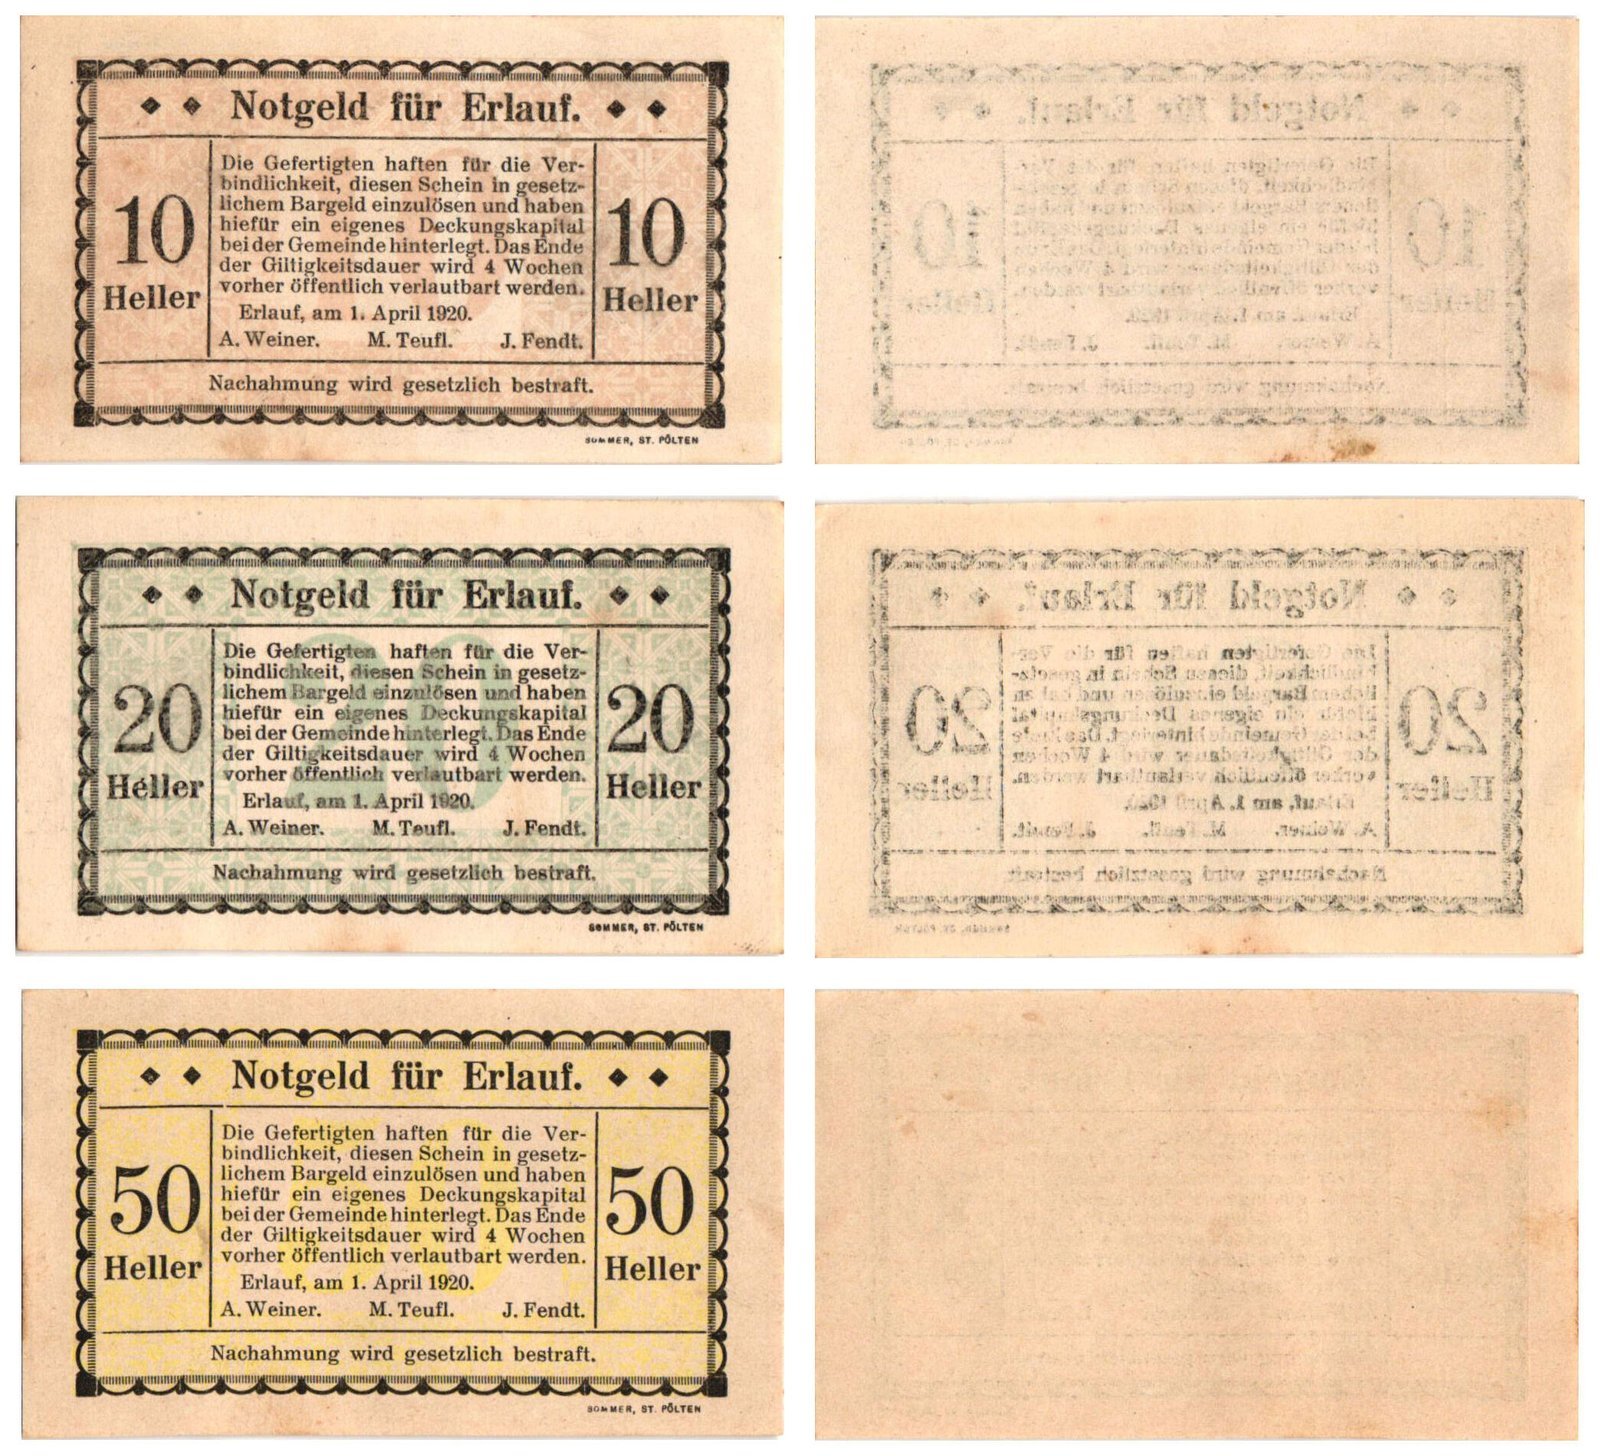 Notgeld für Erlauf.
10
Heller
Die Gefertigten haften für die Ver-
bindlichkeit, diesen Schein in gesetz-
lichem Bargeld einzulösen und haben
hiefür ein eigenes Deckungskapital
bei der Gemeinde hinterlegt. Das Ende
der Giltigkeitsdauer wird 4 Wochen
vorher öffentlich verlautbart werden.
Erlauf, am 1. April 1920.
A. Weiner. M. Teufl. J. Fendt.
10
Heller
Nachahmung wird gesetzlich bestraft.
SOMMER, ST. PÖLTEN
Notgeld für Erlauf.
20
Heller
Die Gefertigten haften für die Ver-
bindlichkeit, diesen Schein in gesetz-
lichem Bargeld einzulösen und haben
hiefür ein eigenes Deckungskapital
bei der Gemeinde hinterlegt. Das Ende
der Giltigkeitsdauer wird 4 Wochen
vorher öffentlich verlautbart werden.
Erlauf, am 1. April 1920.
A. Weiner. M. Teufl. J. Fendt.
20
Heller
Nachahmung wird gesetzlich bestraft.
SOMMER, ST. PÖLTEN
Notgeld für Erlauf.
50
Heller
Die Gefertigten haften für die Ver-
bindlichkeit, diesen Schein in gesetz-
lichem Bargeld einzulösen und haben
hiefür ein eigenes Deckungskapital
bei der Gemeinde hinterlegt. Das Ende
der Giltigkeitsdauer wird 4 Wochen
vorher öffentlich verlautbart werden.
Erlauf, am 1. April 1920.
A. Weiner. M. Teufl. J. Fendt.
50
Heller
Nachahmung wird gesetzlich bestraft.
SOMMER, ST. PÖLTEN